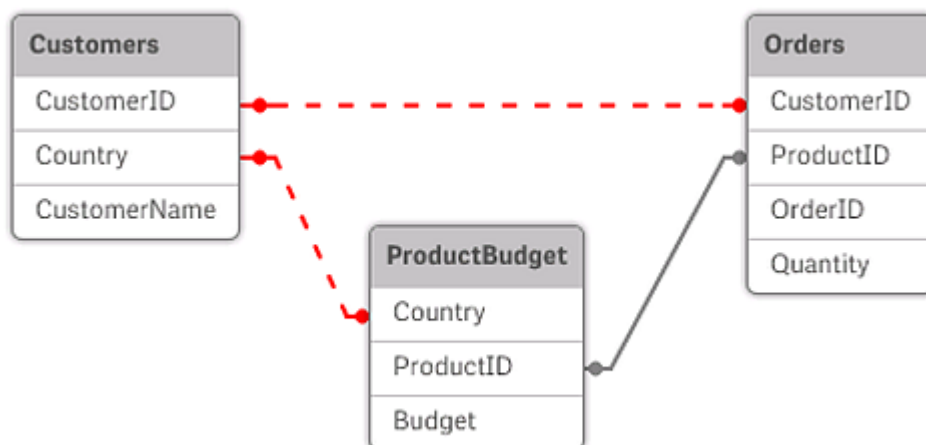 Customers
CustomerID
Country
CustomerName
ProductBudget
Country
ProductID
Budget
Orders
CustomerID
ProductID
OrderID
Quantity